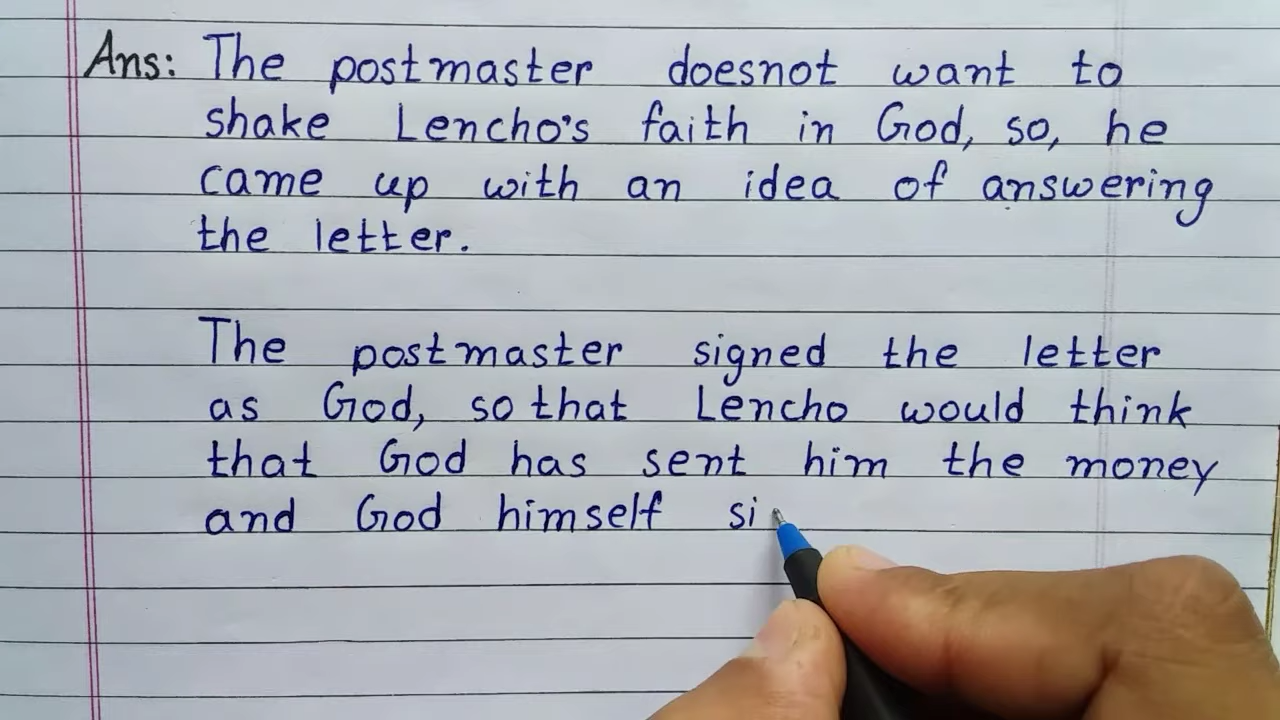 Ans: The postmaster doesnot want to
shake Lencho's faith in God, so, he
came up with an idea of answering
the letter.
The postmaster signed the letter
as God, so that Lencho would think
that God has sent him the money
and God himself si